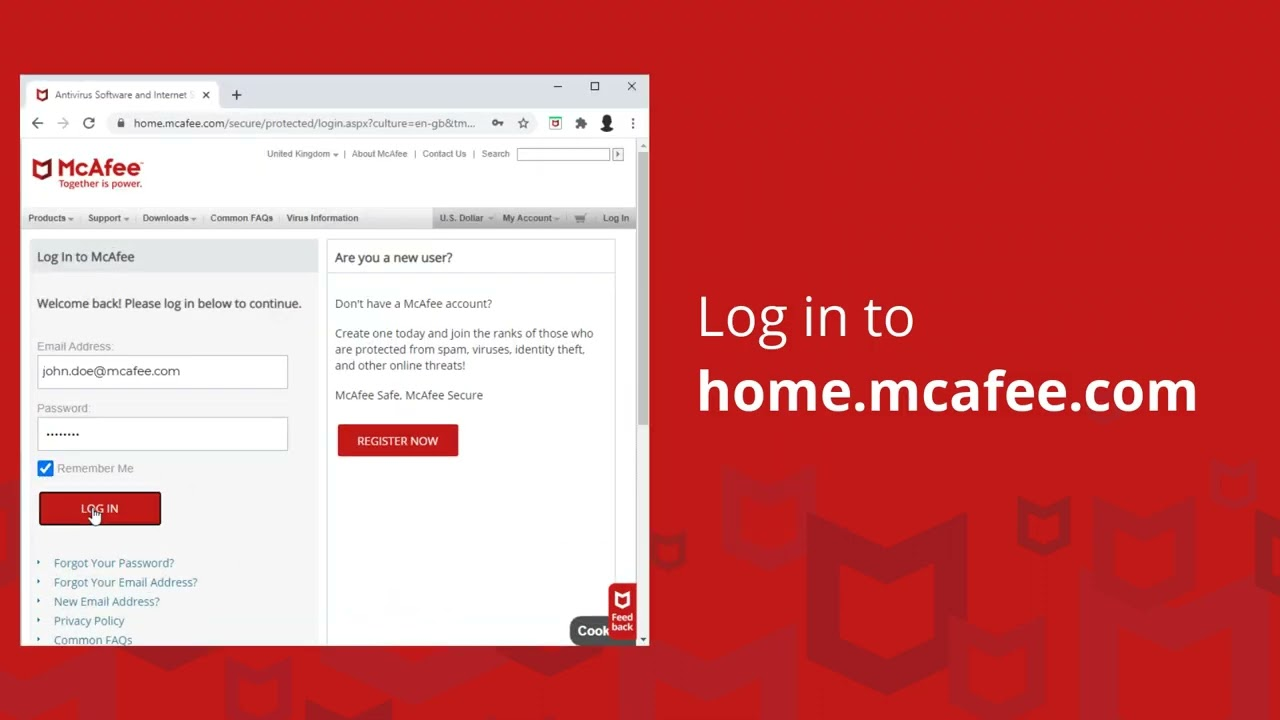 Antivirus Software and Internet
home.mcafee.com/secure/protected/login.aspx?culture=en-gb&tm...
United Kingdom | About McAfee | Contact Us | Search
McAfee™
Together is power.
Products Support Downloads Common FAQs Virus Information U.S. Dollar My Account Log In
Log In to McAfee
Welcome back! Please log in below to continue.
Email Address:
john.doe@mcafee.com
Password:
••••••••
Remember Me
LOG IN
Forgot Your Password?
Forgot Your Email Address?
New Email Address?
Privacy Policy
Common FAQs
Are you a new user?
Don't have a McAfee account?
Create one today and join the ranks of those who
are protected from spam, viruses, identity theft,
and other online threats!
McAfee Safe, McAfee Secure
REGISTER NOW
Feed
back
Cook
Log in to
home.mcafee.com